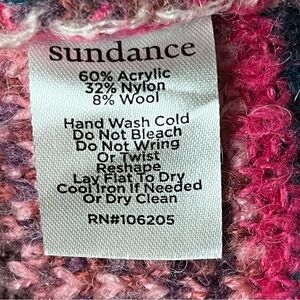 sundance
60% Acrylic
32% Nylon
8% Wool
Hand Wash Cold
Do Not Bleach
Do Not Wring
Or Twist
Reshape
Lay Flat To Dry
Cool Iron If Needed
Or Dry Clean
RN#106205